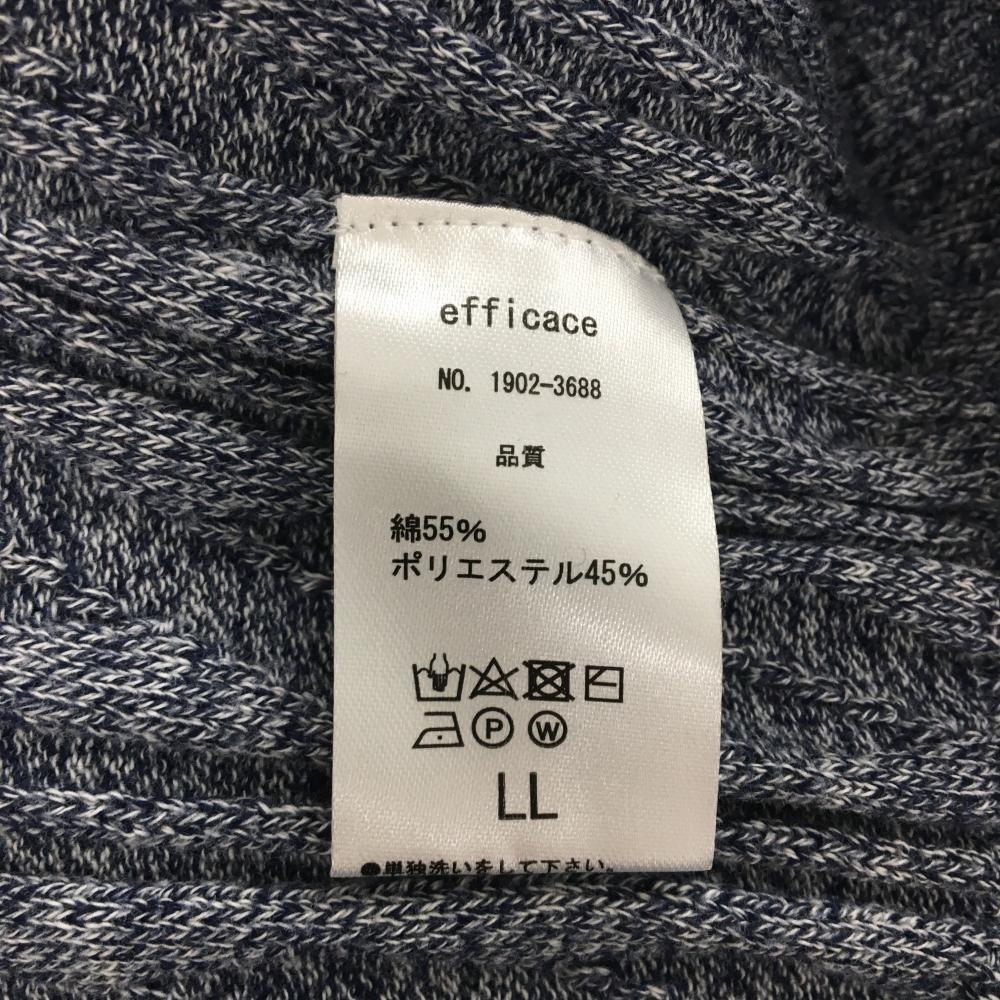 efficace
NO. 1902-3688
品質
綿55%
ポリエステル45%
P W
LL
●単独洗いをして下さい。